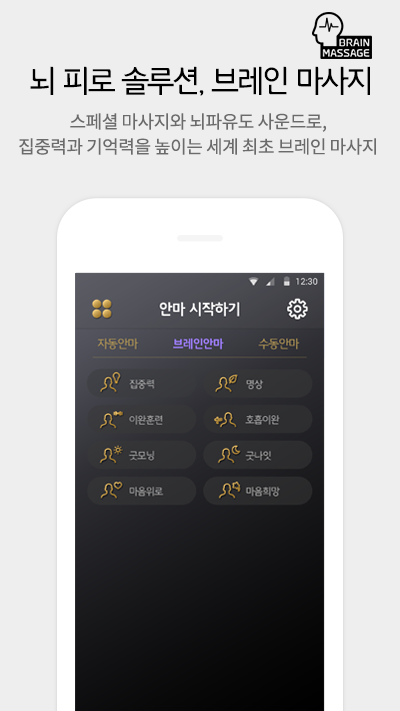 BRAIN
MASSAGE
뇌 피로 솔루션, 브레인 마사지
스페셜 마사지와 뇌파유도 사운드로,
집중력과 기억력을 높이는 세계 최초 브레인 마사지
12:30
안마 시작하기
자동안마 브레인안마 수동안마
집중력 명상
이완훈련 호흡이완
굿모닝 굿나잇
마음위로 마음희망